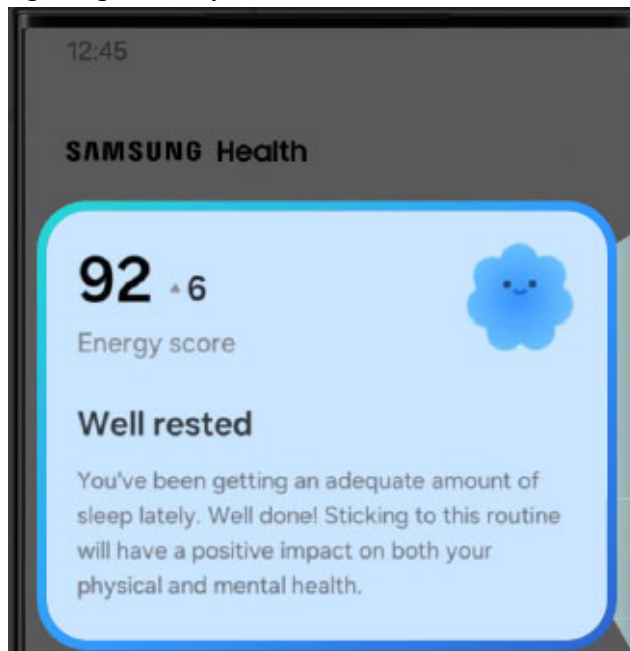 12:45
SAMSUNG Health
92 ▲6
Energy score
Well rested
You've been getting an adequate amount of
sleep lately. Well done! Sticking to this routine
will have a positive impact on both your
physical and mental health.